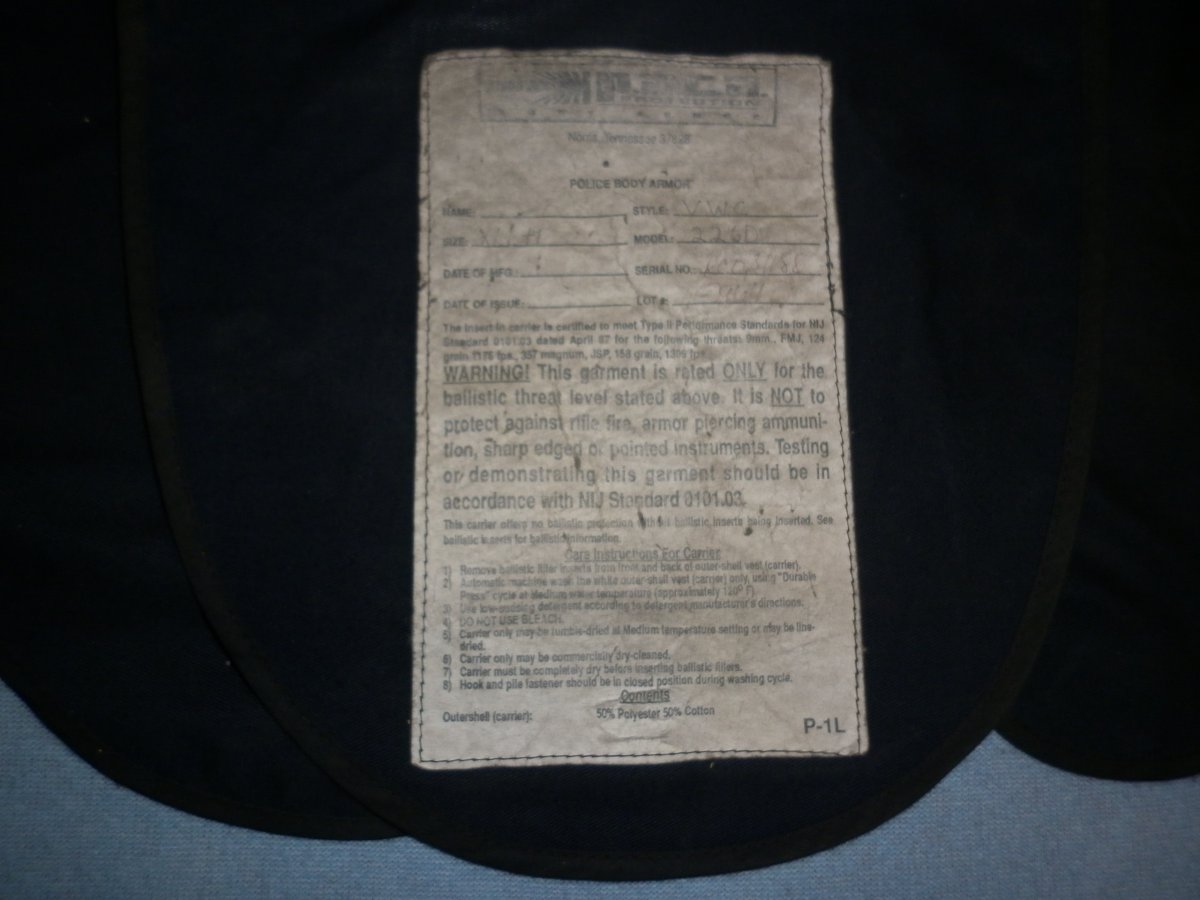 PROTECTION
Norris, Tennessee 37828
POLICE BODY ARMOR
NAME: STYLE: VWC
SIZE: MODEL:
DATE OF MFG.: SERIAL NO.:
DATE OF ISSUE: LOT #:
The insert in carrier is certified to meet Type II Performance Standards for NIJ
Standard 0101.03 dated April 87 for the following threats: 9mm., FMJ, 124
grain 1175 fps, 357 magnum, JSP, 158 grain, 1395 fps.
WARNING! This garment is rated ONLY for the
ballistic threat level stated above. It is NOT to
protect against rifle fire, armor piercing ammuni-
tion, sharp edged or pointed instruments. Testing
or demonstrating this garment should be in
accordance with NIJ Standard 0101.03.
This carrier offers no ballistic protection without ballistic inserts being inserted. See
ballistic inserts for ballistic information.
Care Instructions For Carrier
1) Remove ballistic filler inserts from front and back of outer-shell vest (carrier).
2) Automatic machine wash the white outer-shell vest (carrier) only, using "Durable
Press" cycle at Medium water temperature (approximately 120° F).
3) Use low-sudsing detergent according to detergent manufacturer's directions.
4) DO NOT USE BLEACH.
5) Carrier only may be tumble-dried at Medium temperature setting or may be line-
dried.
6) Carrier only may be commercially dry-cleaned.
7) Carrier must be completely dry before inserting ballistic fillers.
8) Hook and pile fastener should be in closed position during washing cycle.
Contents
Outershell (carrier): 50% Polyester 50% Cotton
P-1L